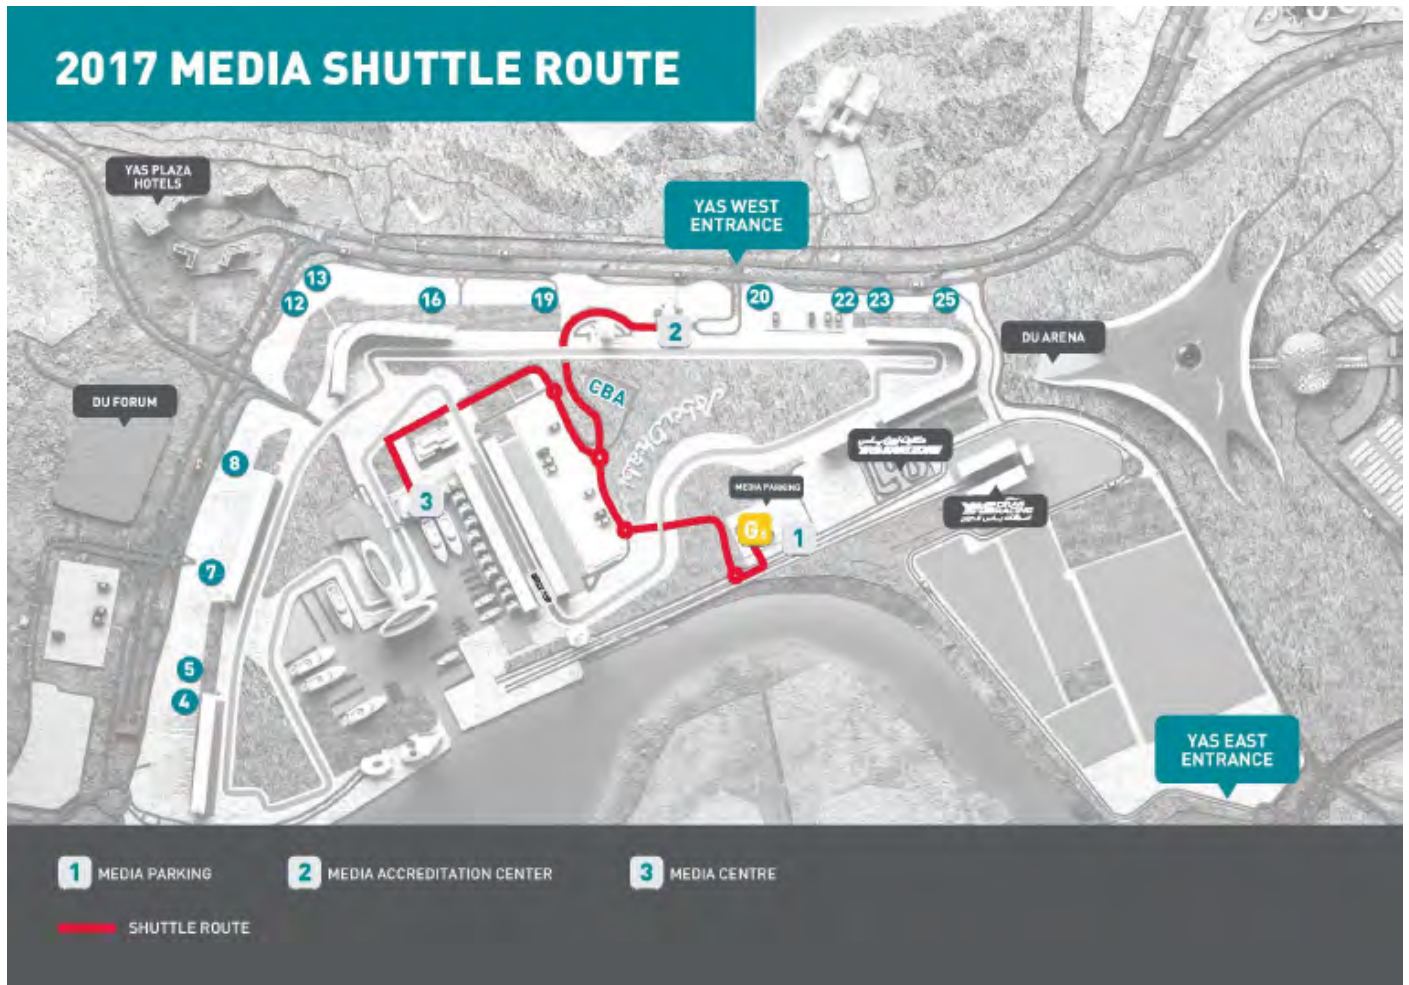 2017 MEDIA SHUTTLE ROUTE
YAS PLAZA
HOTELS
YAS WEST
ENTRANCE
13
12
16
19
20
22
23
25
2
DU ARENA
CBA
DU FORUM
Abu Dhabi
8
MEDIA PARKING
3
G
1
7
5
4
YAS EAST
ENTRANCE
1 MEDIA PARKING
2 MEDIA ACCREDITATION CENTER
3 MEDIA CENTRE
SHUTTLE ROUTE